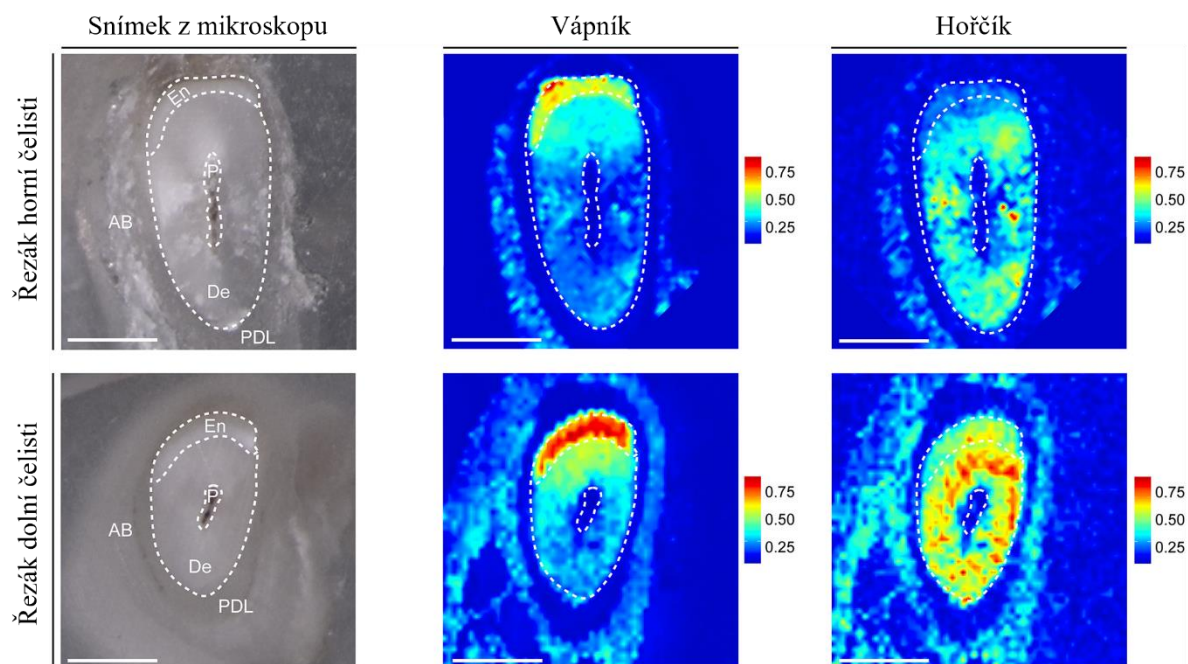 Snímek z mikroskopu
Vápník
Hořčík
Řezák horní čelisti
En
P
AB
De
PDL
0.75
0.50
0.25
0.75
0.50
0.25
Řezák dolní čelisti
En
P
AB
De
PDL
0.75
0.50
0.25
0.75
0.50
0.25